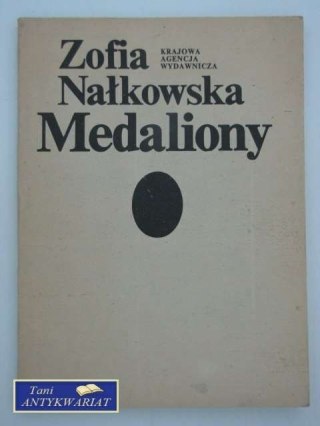 Zofia
KRAJOWA
AGENCJA
WYDAWNICZA
Nałkowska
Medaliony
Tani
ANTYKWARIAT